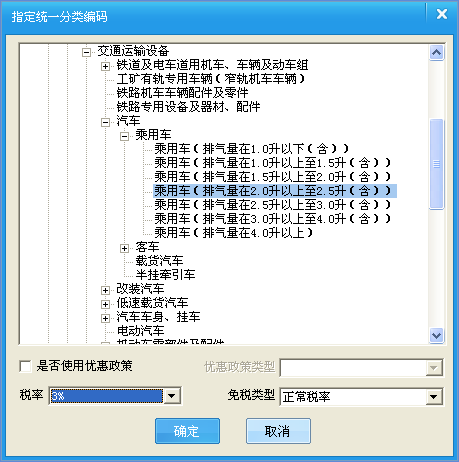 指定统一分类编码
交通运输设备
铁道及电车道用机车、车辆及动车组
工矿有轨专用车辆（窄轨机车车辆）
铁路机车车辆配件及零件
铁路专用设备及器材、配件
汽车
乘用车
乘用车（排气量在1.0升以下（含））
乘用车（排气量在1.0升以上至1.5升（含））
乘用车（排气量在1.5升以上至2.0升（含））
乘用车（排气量在2.0升以上至2.5升（含））
乘用车（排气量在2.5升以上至3.0升（含））
乘用车（排气量在3.0升以上至4.0升（含））
乘用车（排气量在4.0升以上）
客车
载货汽车
半挂牵引车
改装汽车
低速载货汽车
汽车车身、挂车
电动汽车
机动车零部件及配件
是否使用优惠政策 优惠政策类型
税率 3% 免税类型 正常税率
确定 取消